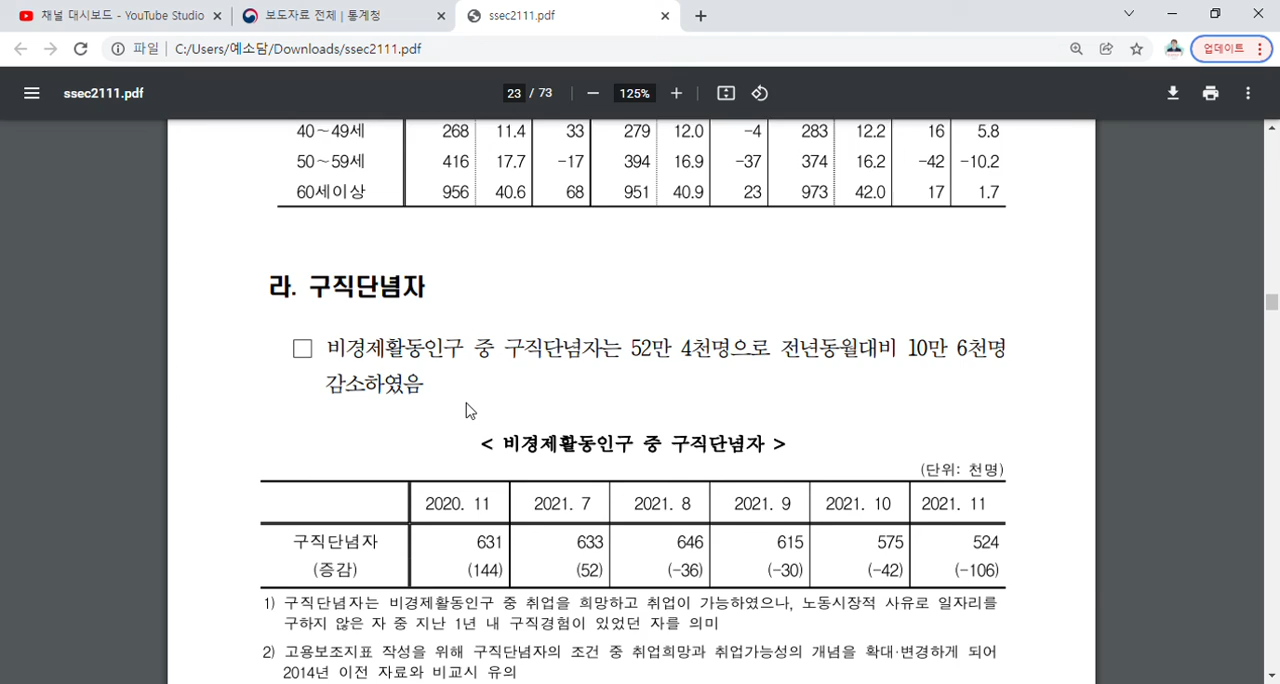 채널 대시보드 - YouTube Studio
보도자료 전체 | 통계청
ssec2111.pdf
파일 C:/Users/예소담/Downloads/ssec2111.pdf
업데이트
ssec2111.pdf 23 / 73 125%
40~49세 268 11.4 33 279 12.0 -4 283 12.2 16 5.8
50~59세 416 17.7 -17 394 16.9 -37 374 16.2 -42 -10.2
60세이상 956 40.6 68 951 40.9 23 973 42.0 17 1.7
라. 구직단념자
□ 비경제활동인구 중 구직단념자는 52만 4천명으로 전년동월대비 10만 6천명
감소하였음
< 비경제활동인구 중 구직단념자 >
(단위: 천명)
2020. 11 2021. 7 2021. 8 2021. 9 2021. 10 2021. 11
구직단념자 631 633 646 615 575 524
(증감) (144) (52) (-36) (-30) (-42) (-106)
1) 구직단념자는 비경제활동인구 중 취업을 희망하고 취업이 가능하였으나, 노동시장적 사유로 일자리를
구하지 않은 자 중 지난 1년 내 구직경험이 있었던 자를 의미
2) 고용보조지표 작성을 위해 구직단념자의 조건 중 취업희망과 취업가능성의 개념을 확대·변경하게 되어
2014년 이전 자료와 비교시 유의